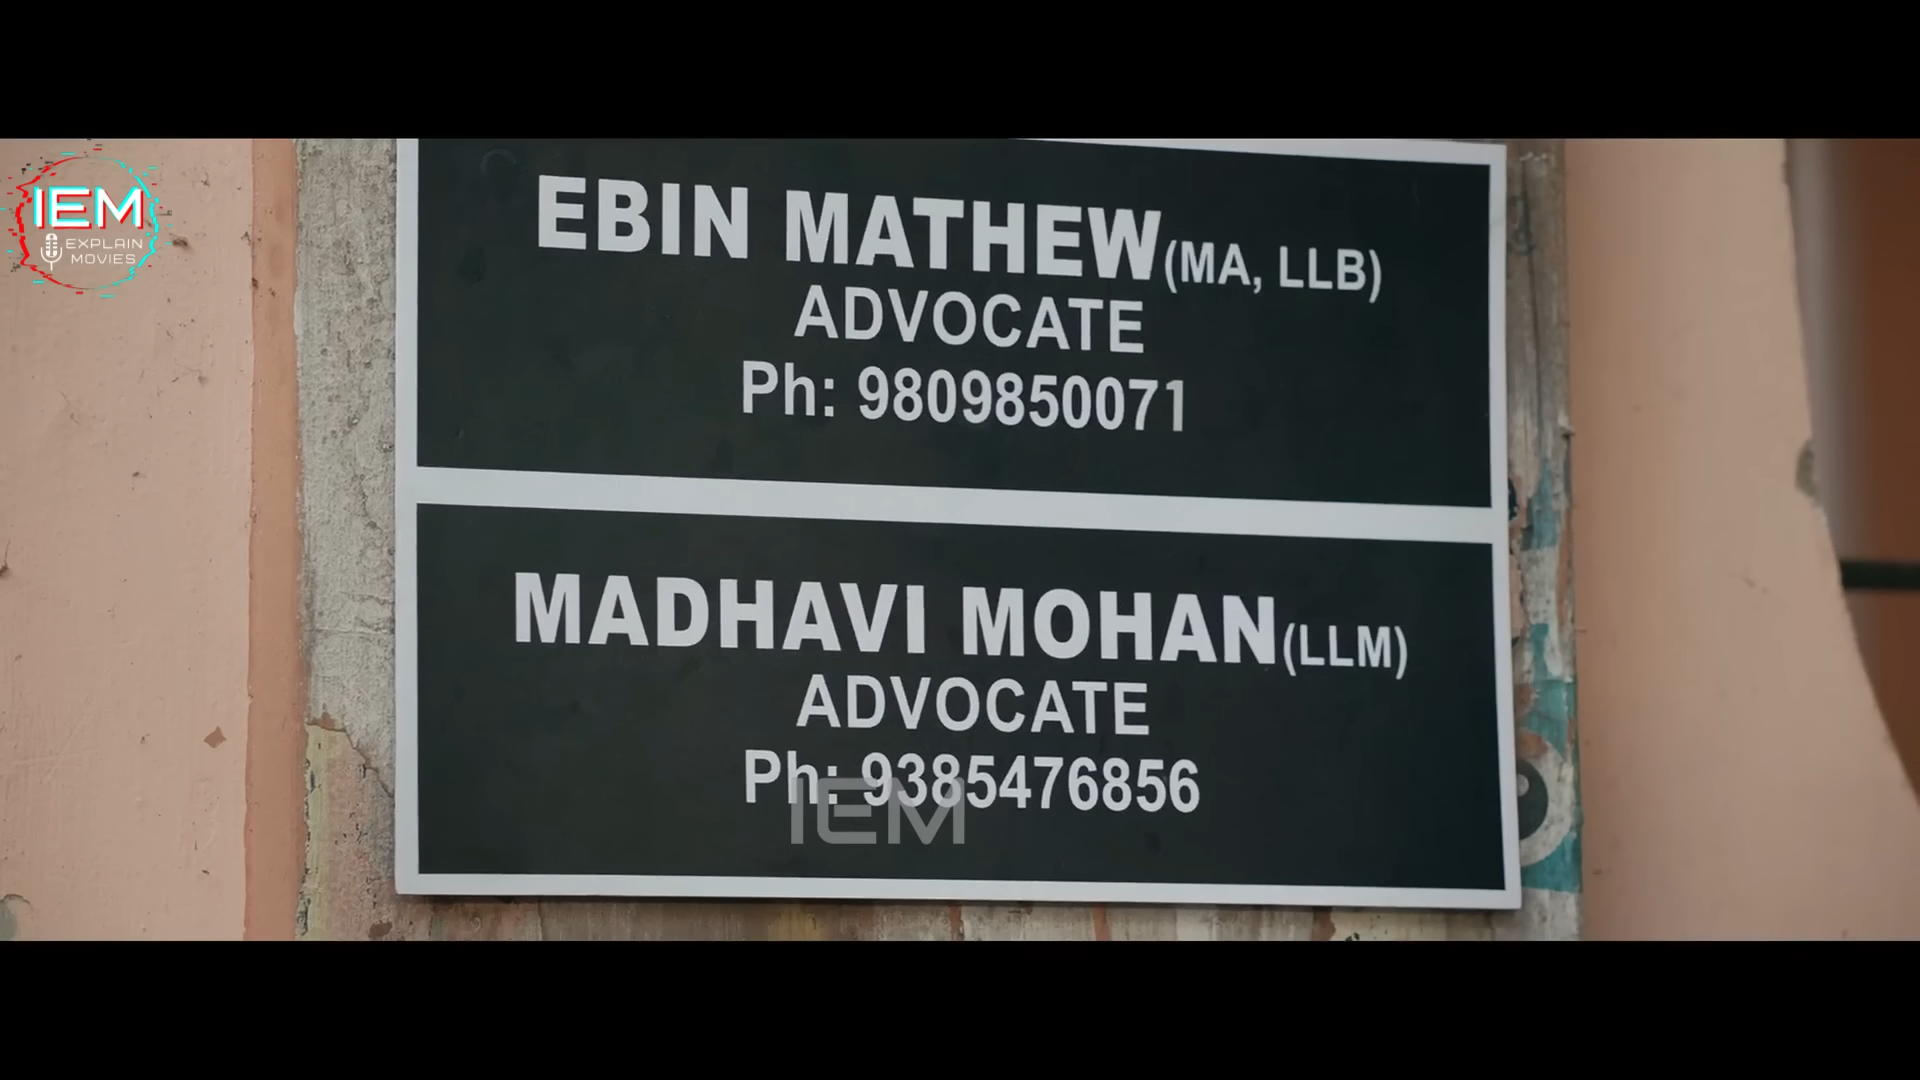 IEM
EXPLAIN
MOVIES
EBIN MATHEW (MA, LLB)
ADVOCATE
Ph: 9809850071
MADHAVI MOHAN (LLM)
ADVOCATE
Ph: 9385476856
IEM